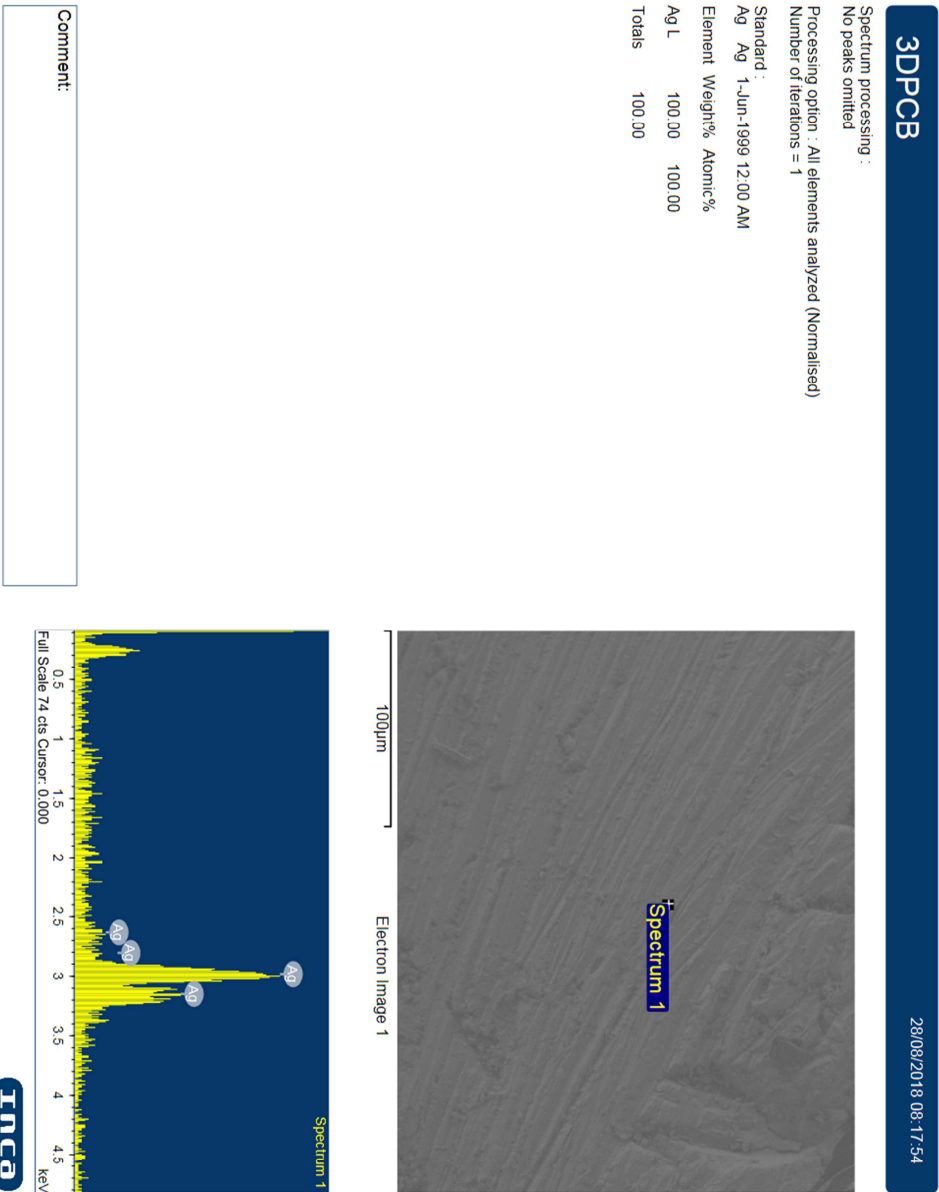 3DPCB
28/08/2018 08:17:54
Spectrum processing :
No peaks omitted
Processing option : All elements analyzed (Normalised)
Number of iterations = 1
Standard :
Ag Ag 1-Jun-1999 12:00 AM
Element Weight% Atomic%
Ag L 100.00 100.00
Totals 100.00
Spectrum 1
100µm
Electron Image 1
Spectrum 1
Ag
Ag
Ag
Ag
0.5 1 1.5 2 2.5 3 3.5 4 4.5
Full Scale 74 cts Cursor: 0.000
keV
Comment:
Inca